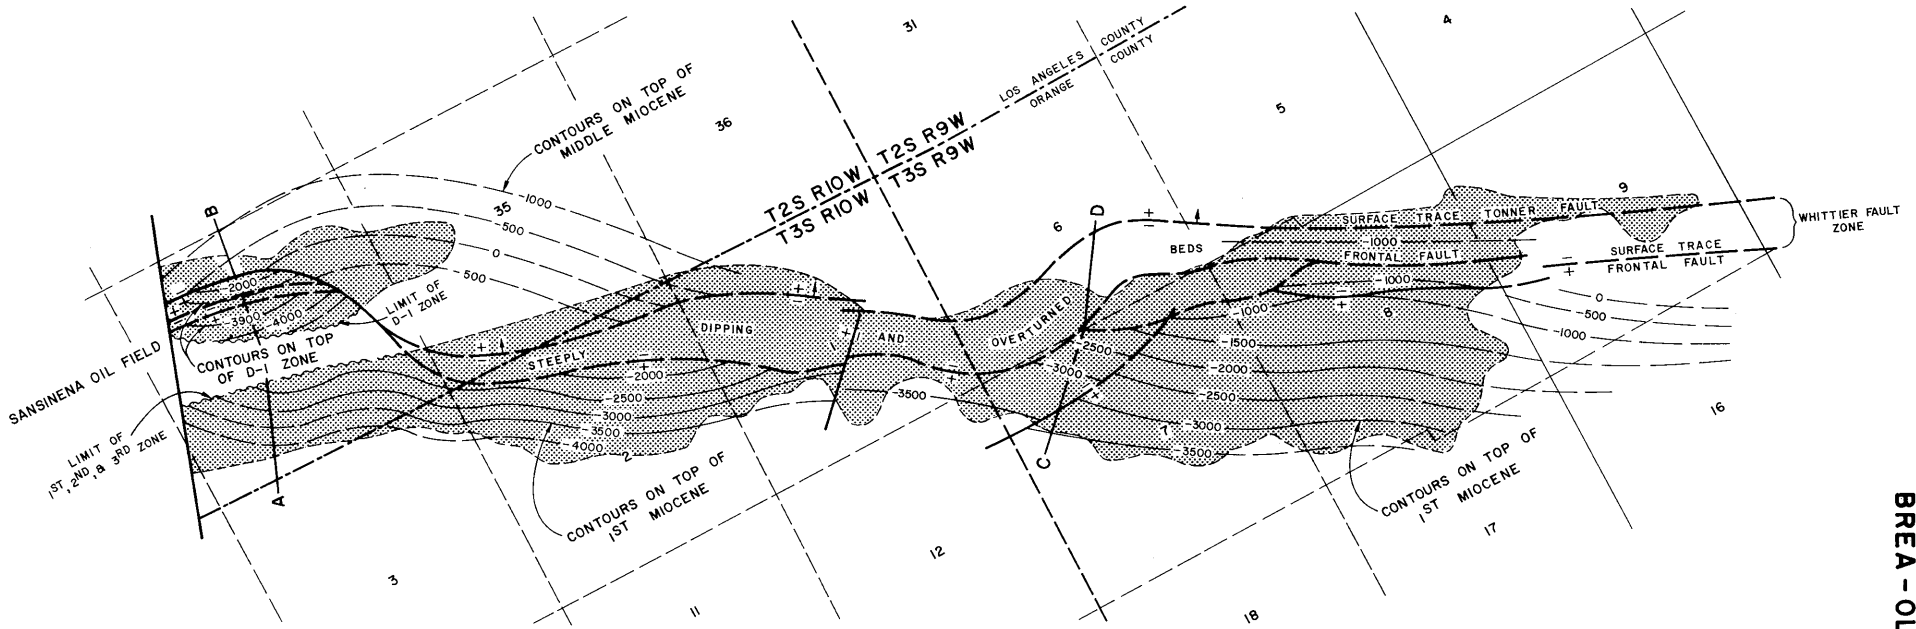 31
4
LOS ANGELES COUNTY
ORANGE COUNTY
5
36
CONTOURS ON TOP OF
MIDDLE MIOCENE
T2S R10W T2S R9W
T3S R10W T3S R9W
-1000
35
-500
0
500
B
D
6
+
-
BEDS
9
SURFACE TRACE TONNER FAULT
-1000
FRONTAL FAULT
SURFACE TRACE
FRONTAL FAULT
WHITTIER FAULT
ZONE
-2000
-3900
-4000
LIMIT OF
D-1 ZONE
CONTOURS ON TOP
OF D-1 ZONE
SANSINENA OIL FIELD
LIMIT OF
1ST, 2ND, & 3RD ZONE
A
STEEPLY
DIPPING
AND
OVERTURNED
-2000
-2500
-3000
-3500
-4000
2
-3500
-2500
-3000
-1000
-1500
-2000
-2500
-3000
-3500
7
8
-1000
0
-500
-1000
C
CONTOURS ON TOP OF
1ST MIOCENE
CONTOURS ON TOP OF
1ST MIOCENE
16
17
18
12
11
3
BREA-OL